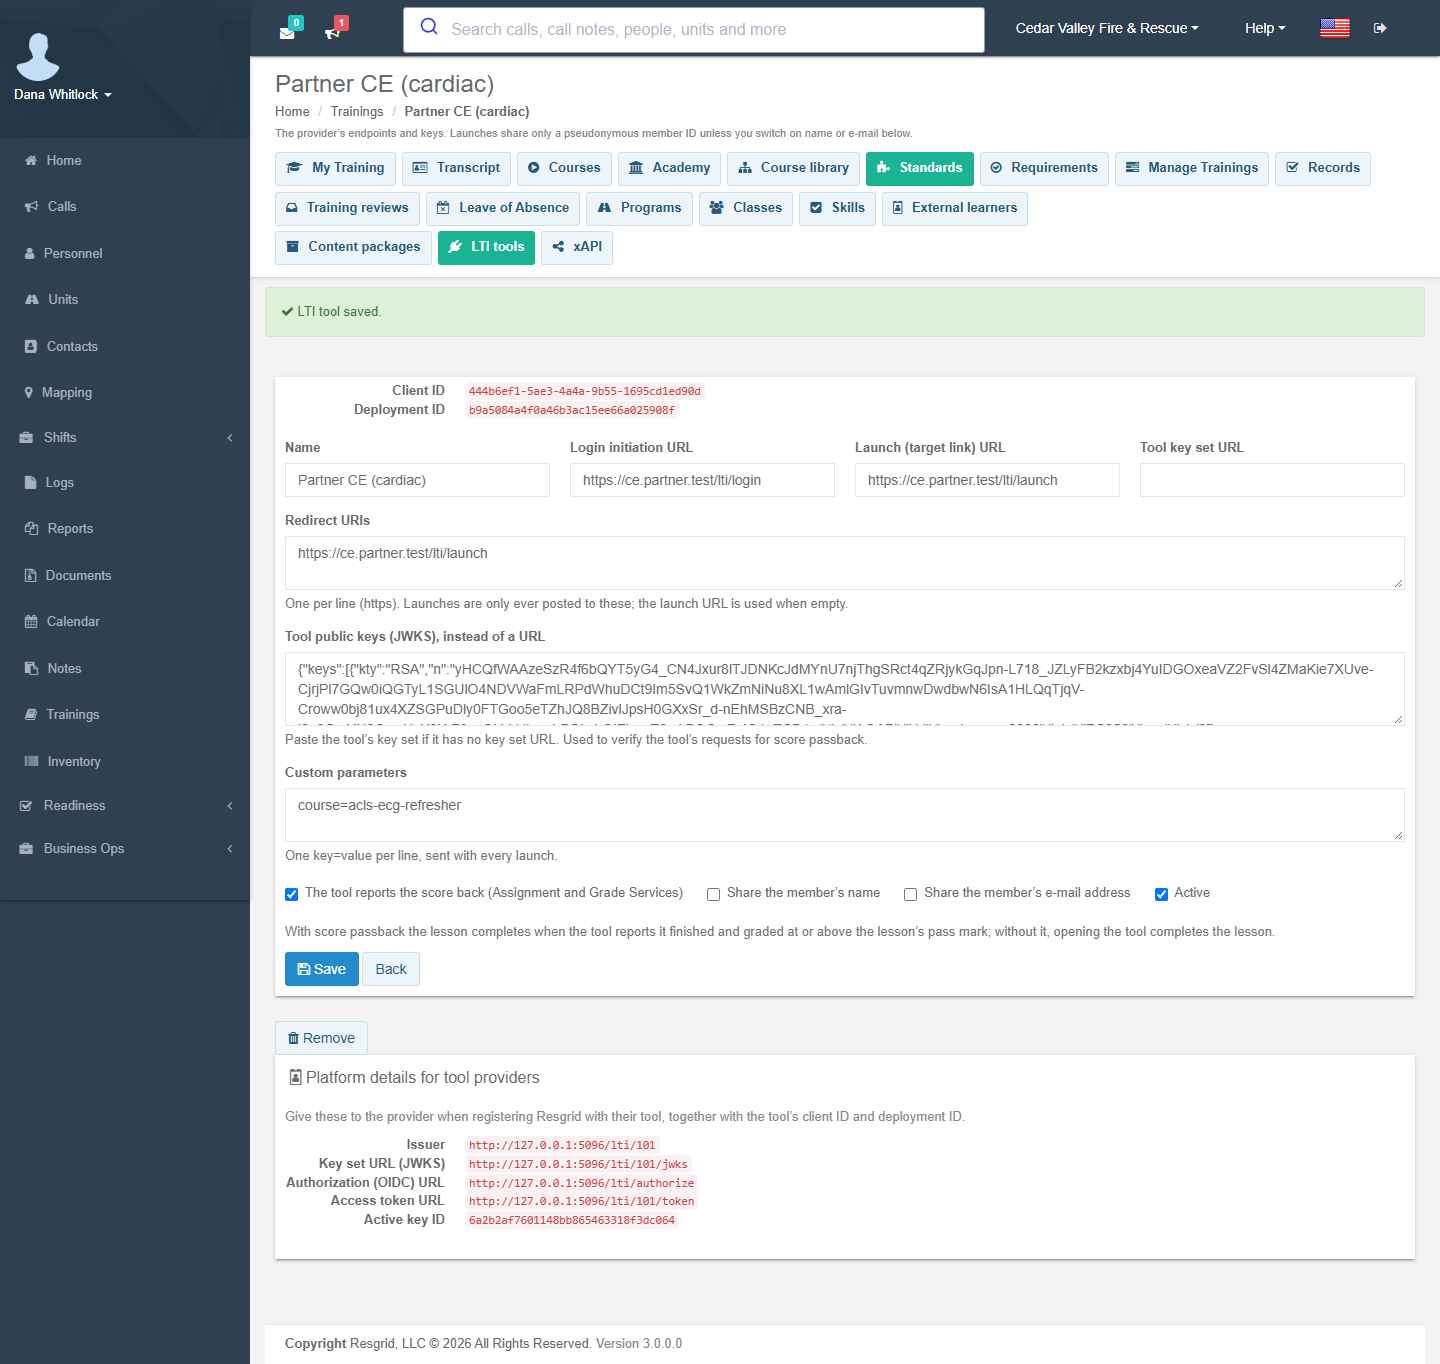 0
1
Search calls, call notes, people, units and more
Cedar Valley Fire & Rescue
Help
Dana Whitlock
Home
Calls
Personnel
Units
Contacts
Mapping
Shifts
Logs
Reports
Documents
Calendar
Notes
Trainings
Inventory
Readiness
Business Ops
Partner CE (cardiac)
Home / Trainings / Partner CE (cardiac)
The provider's endpoints and keys. Launches share only a pseudonymous member ID unless you switch on name or e-mail below.
My Training Transcript Courses Academy Course library Standards Requirements Manage Trainings Records
Training reviews Leave of Absence Programs Classes Skills External learners
Content packages LTI tools xAPI
LTI tool saved.
Client ID 444b6ef1-5ae3-4a4a-9b55-1695cd1ed90d
Deployment ID b9a5084a4f0a46b3ac15ee66a025908f
Name Login initiation URL Launch (target link) URL Tool key set URL
Partner CE (cardiac) https://ce.partner.test/lti/login https://ce.partner.test/lti/launch
Redirect URIs
https://ce.partner.test/lti/launch
One per line (https). Launches are only ever posted to these; the launch URL is used when empty.
Tool public keys (JWKS), instead of a URL
{"keys":[{"kty":"RSA","n":"yHCQfWAAzeSzR4f6bQYT5yG4_CN4Jxur8ITJDNKcJdMYnU7njThgSRct4qZRjykGqJpn-L718_JZLyFB2kzxbj4YuIDGOxeaVZ2FvSI4ZMaKie7XUve-
CjrjPl7GQw0iQGTyL1SGUIO4NDVWaFmLRPdWhuDCt9Im5SvQ1WkZmNiNu8XL1wAmlGIvTuvmnwDwdbwN6IsA1HLQqTjqV-
Croww0bj81ux4XZSGPuDly0FTGoo5eTZhJQ8BZivlJpsH0GXxSr_d-nEhMSBzCNB_xra-
Paste the tool's key set if it has no key set URL. Used to verify the tool's requests for score passback.
Custom parameters
course=acls-ecg-refresher
One key=value per line, sent with every launch.
The tool reports the score back (Assignment and Grade Services) Share the member's name Share the member's e-mail address Active
With score passback the lesson completes when the tool reports it finished and graded at or above the lesson's pass mark; without it, opening the tool completes the lesson.
Save Back
Remove
Platform details for tool providers
Give these to the provider when registering Resgrid with their tool, together with the tool's client ID and deployment ID.
Issuer http://127.0.0.1:5096/lti/101
Key set URL (JWKS) http://127.0.0.1:5096/lti/101/jwks
Authorization (OIDC) URL http://127.0.0.1:5096/lti/authorize
Access token URL http://127.0.0.1:5096/lti/101/token
Active key ID 6a2b2af7601148bb865463318f3dc064
Copyright Resgrid, LLC © 2026 All Rights Reserved. Version 3.0.0.0